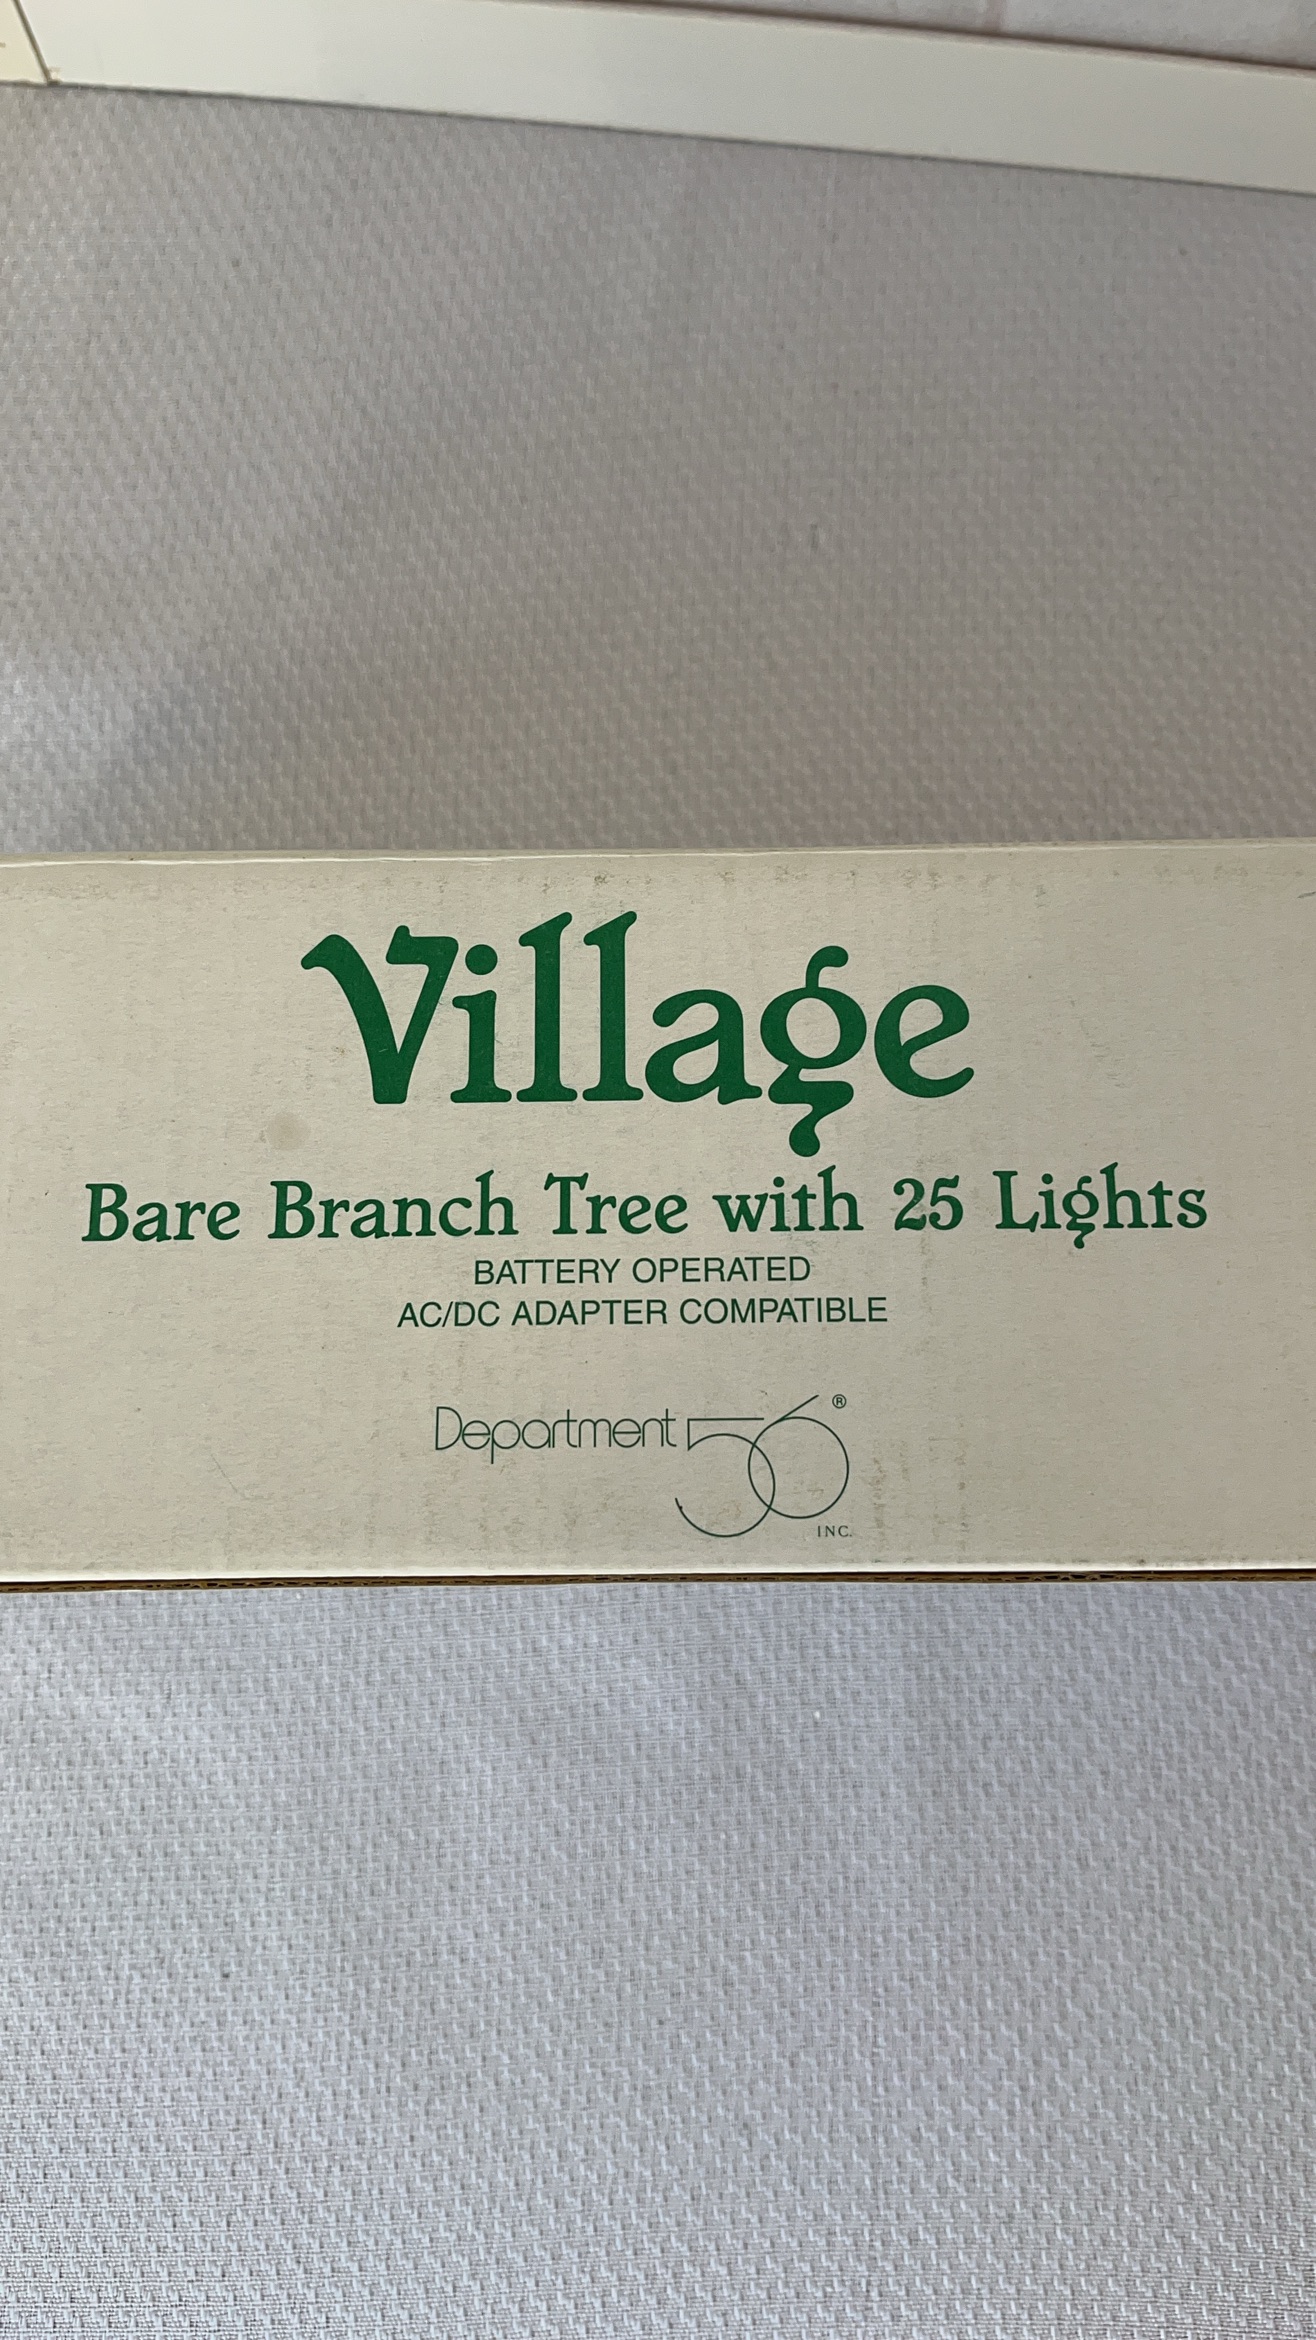 Village
Bare Branch Tree with 25 Lights
BATTERY OPERATED
AC/DC ADAPTER COMPATIBLE
Department 56®
INC.